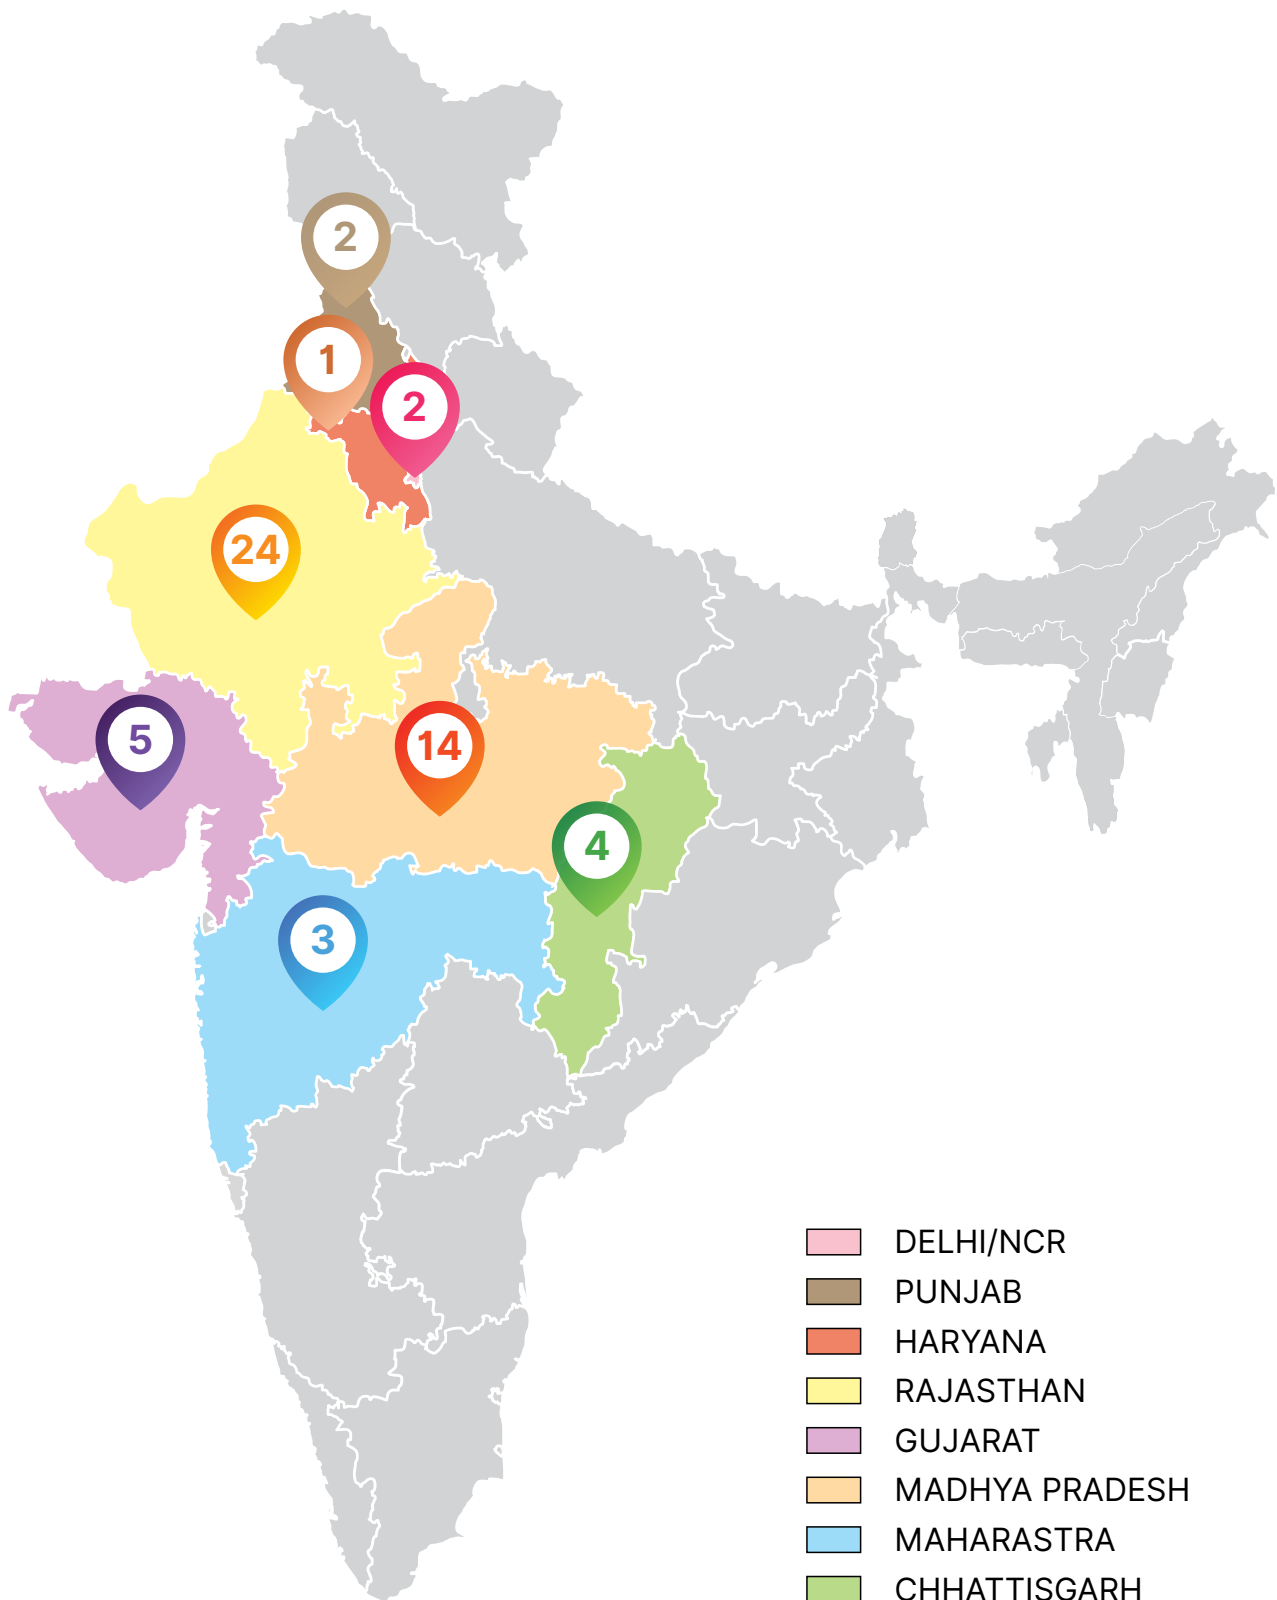 2
1
2
24
5
14
4
3
DELHI/NCR
PUNJAB
HARYANA
RAJASTHAN
GUJARAT
MADHYA PRADESH
MAHARASTRA
CHHATTISGARH